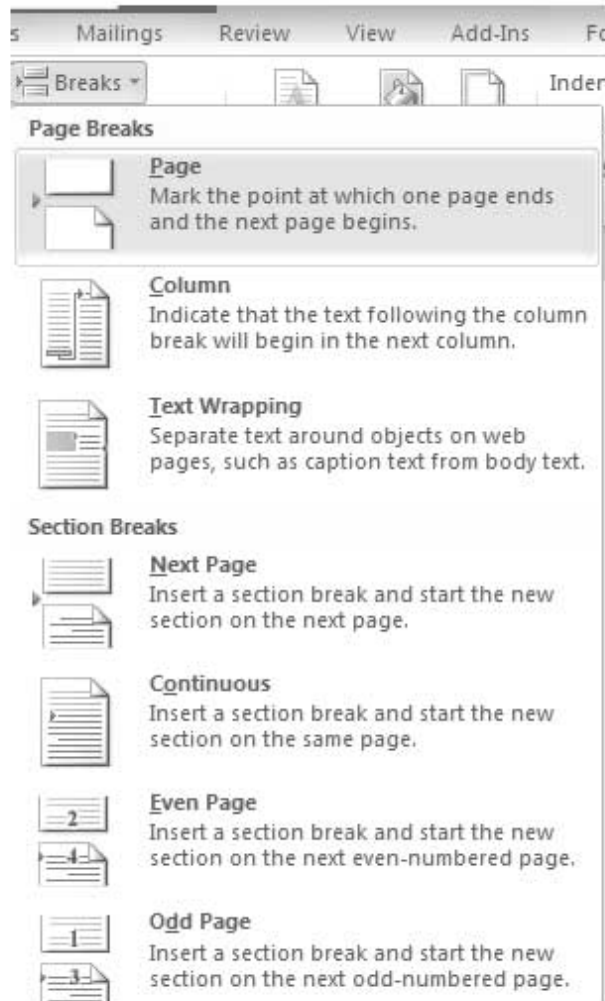 s Mailings Review View Add-Ins Fo
Breaks Inden
Page Breaks
Page
Mark the point at which one page ends
and the next page begins.
Column
Indicate that the text following the column
break will begin in the next column.
Text Wrapping
Separate text around objects on web
pages, such as caption text from body text.
Section Breaks
Next Page
Insert a section break and start the new
section on the next page.
Continuous
Insert a section break and start the new
section on the same page.
2
Even Page
Insert a section break and start the new
4
section on the next even-numbered page.
1
Odd Page
Insert a section break and start the new
3
section on the next odd-numbered page.